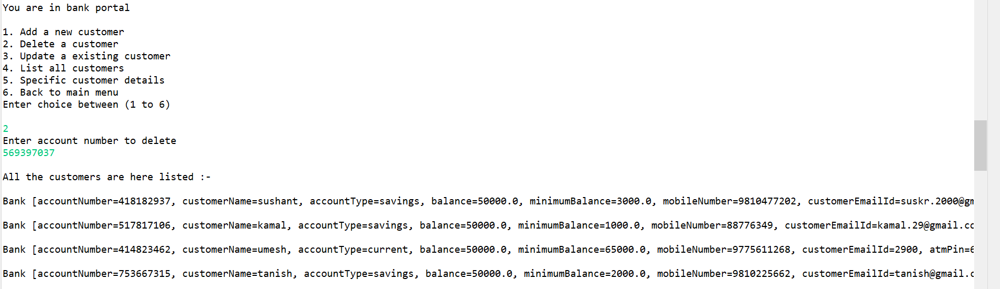 You are in bank portal
1. Add a new customer
2. Delete a customer
3. Update a existing customer
4. List all customers
5. Specific customer details
6. Back to main menu
Enter choice between (1 to 6)
2
Enter account number to delete
569397037
All the customers are here listed :-
Bank [accountNumber=418182937, customerName=sushant, accountType=savings, balance=50000.0, minimumBalance=3000.0, mobileNumber=9810477202, customerEmailId=suskr.2000@gm
Bank [accountNumber=517817106, customerName=kamal, accountType=savings, balance=50000.0, minimumBalance=1000.0, mobileNumber=88776349, customerEmailId=kamal.29@gmail.co
Bank [accountNumber=414823462, customerName=umesh, accountType=current, balance=50000.0, minimumBalance=65000.0, mobileNumber=9775611268, customerEmailId=2900, atmPin=6
Bank [accountNumber=753667315, customerName=tanish, accountType=savings, balance=50000.0, minimumBalance=2000.0, mobileNumber=9810225662, customerEmailId=tanish@gmail.c